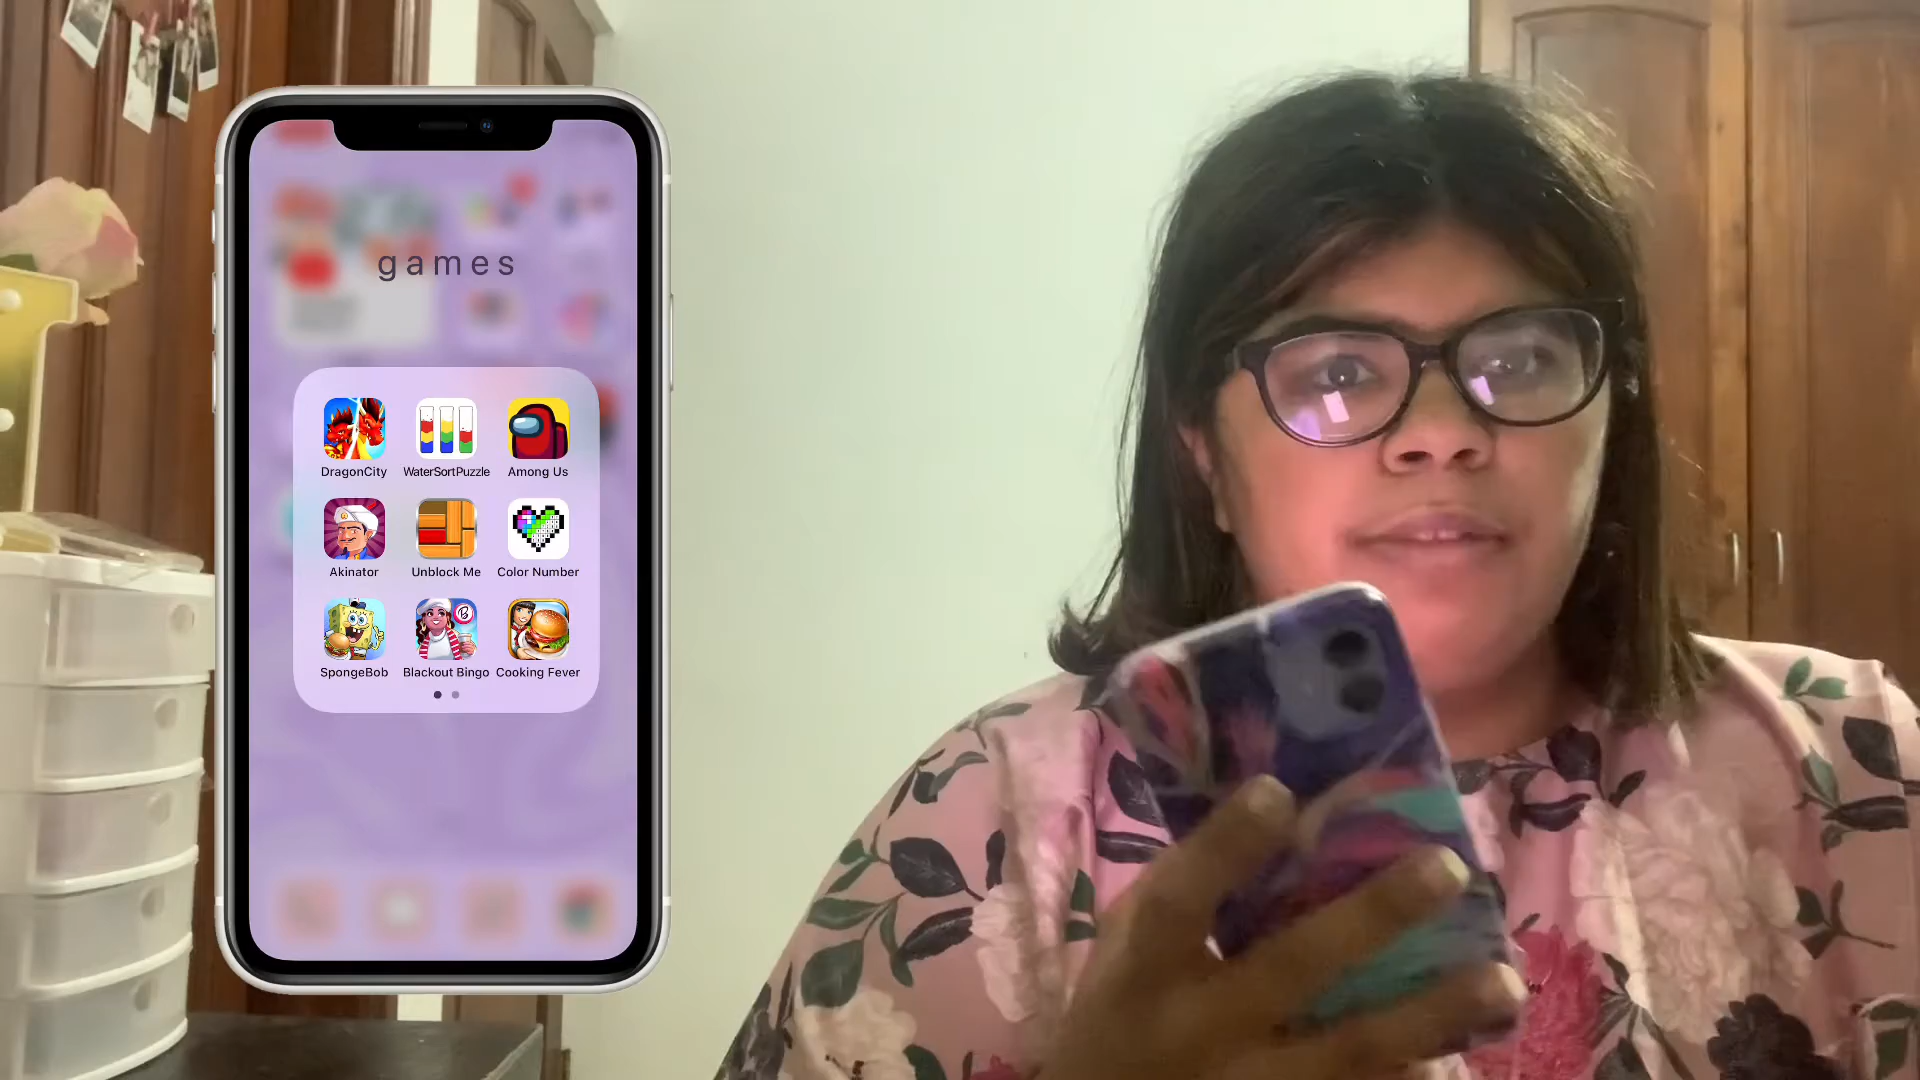 games
DragonCity WaterSortPuzzle Among Us
Akinator Unblock Me Color Number
B
SpongeBob Blackout Bingo Cooking Fever